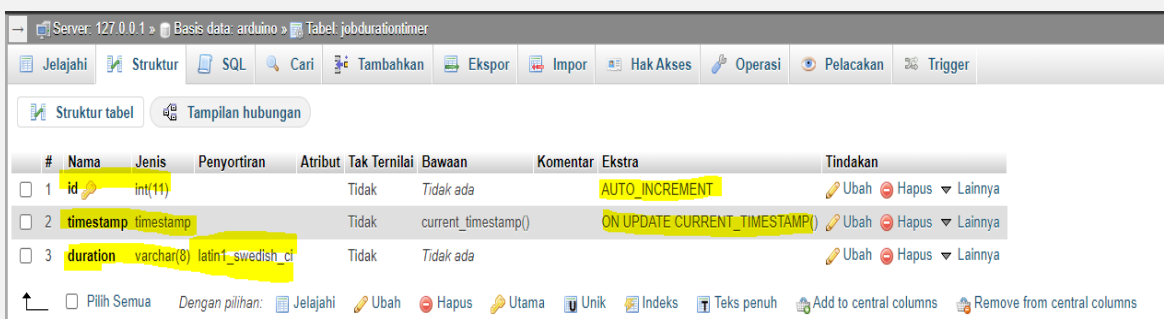 Server: 127.0.0.1 » Basis data: arduino » Tabel: jobdurationtimer
Jelajahi Struktur SQL Cari Tambahkan Ekspor Impor Hak Akses Operasi Pelacakan Trigger
Struktur tabel Tampilan hubungan
# Nama Jenis Penyortiran Atribut Tak Ternilai Bawaan Komentar Ekstra Tindakan
1 id int(11) Tidak Tidak ada AUTO_INCREMENT Ubah Hapus Lainnya
2 timestamp timestamp Tidak current_timestamp() ON UPDATE CURRENT_TIMESTAMP() Ubah Hapus Lainnya
3 duration varchar(8) latin1_swedish_ci Tidak Tidak ada Ubah Hapus Lainnya
Pilih Semua Dengan pilihan: Jelajahi Ubah Hapus Utama Unik Indeks Teks penuh Add to central columns Remove from central columns